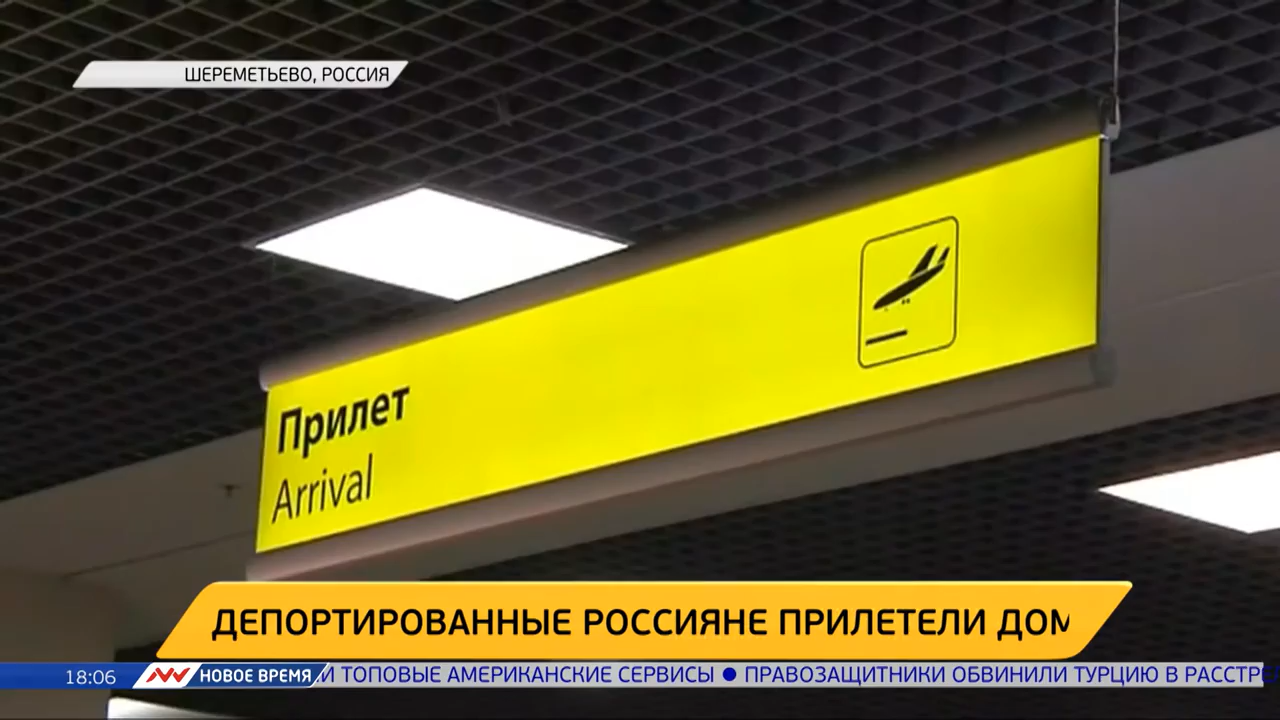 ШЕРЕМЕТЬЕВО, РОССИЯ
Прилет
Arrival
ДЕПОРТИРОВАННЫЕ РОССИЯНЕ ПРИЛЕТЕЛИ ДОМ
18:06 НОВОЕ ВРЕМЯ ТОПОВЫЕ АМЕРИКАНСКИЕ СЕРВИСЫ ● ПРАВОЗАЩИТНИКИ ОБВИНИЛИ ТУРЦИЮ В РАССТРЕ